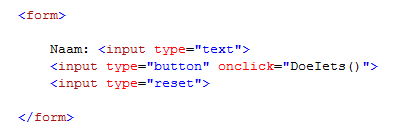 <form>
Naam: <input type="text">
<input type="button" onclick="DoeIets()">
<input type="reset">
</form>